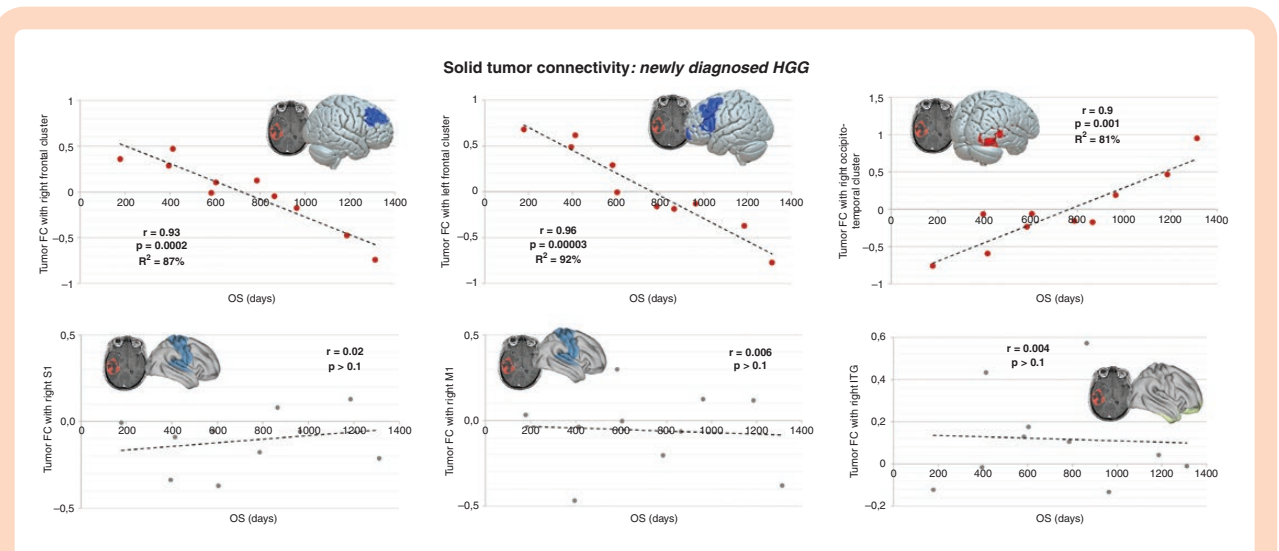 Solid tumor connectivity: newly diagnosed HGG
Tumor FC with right frontal cluster
1
0,5
0
−0,5
−1
0 200 400 600 800 1000 1200 1400
r = 0.93
p = 0.0002
R² = 87%
OS (days)
Tumor FC with left frontal cluster
1
0,5
0
−0,5
−1
0 200 400 600 800 1000 1200 1400
r = 0.96
p = 0.00003
R² = 92%
OS (days)
Tumor FC with right occipito-
temporal cluster
1,5
1
0,5
0
−0,5
−1
0 200 400 600 800 1000 1200 1400
r = 0.9
p = 0.001
R² = 81%
OS (days)
Tumor FC with right S1
0,5
0,0
−0,5
0 200 400 600 800 1000 1200 1400
r = 0.02
p > 0.1
OS (days)
Tumor FC with right M1
0,5
0,0
−0,5
0 200 400 600 800 1000 1200 1400
r = 0.006
p > 0.1
OS (days)
Tumor FC with right ITG
0,6
0,4
0,2
0
−0,2
0 200 400 600 800 1000 1200 1400
r = 0.004
p > 0.1
OS (days)